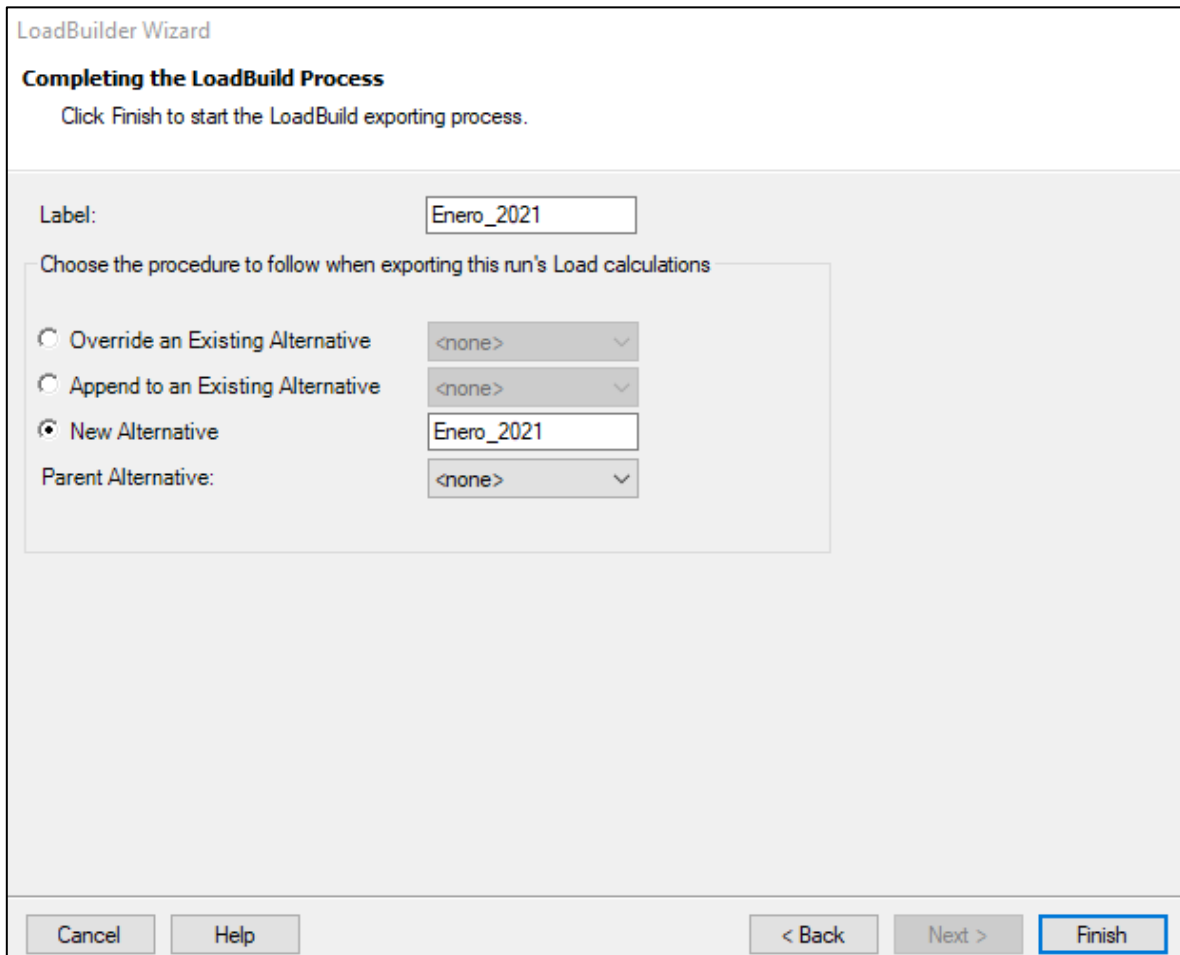 LoadBuilder Wizard
Completing the LoadBuild Process
Click Finish to start the LoadBuild exporting process.
Label: Enero_2021
Choose the procedure to follow when exporting this run's Load calculations
Override an Existing Alternative <none>
Append to an Existing Alternative <none>
New Alternative Enero_2021
Parent Alternative: <none>
Cancel Help < Back Next > Finish